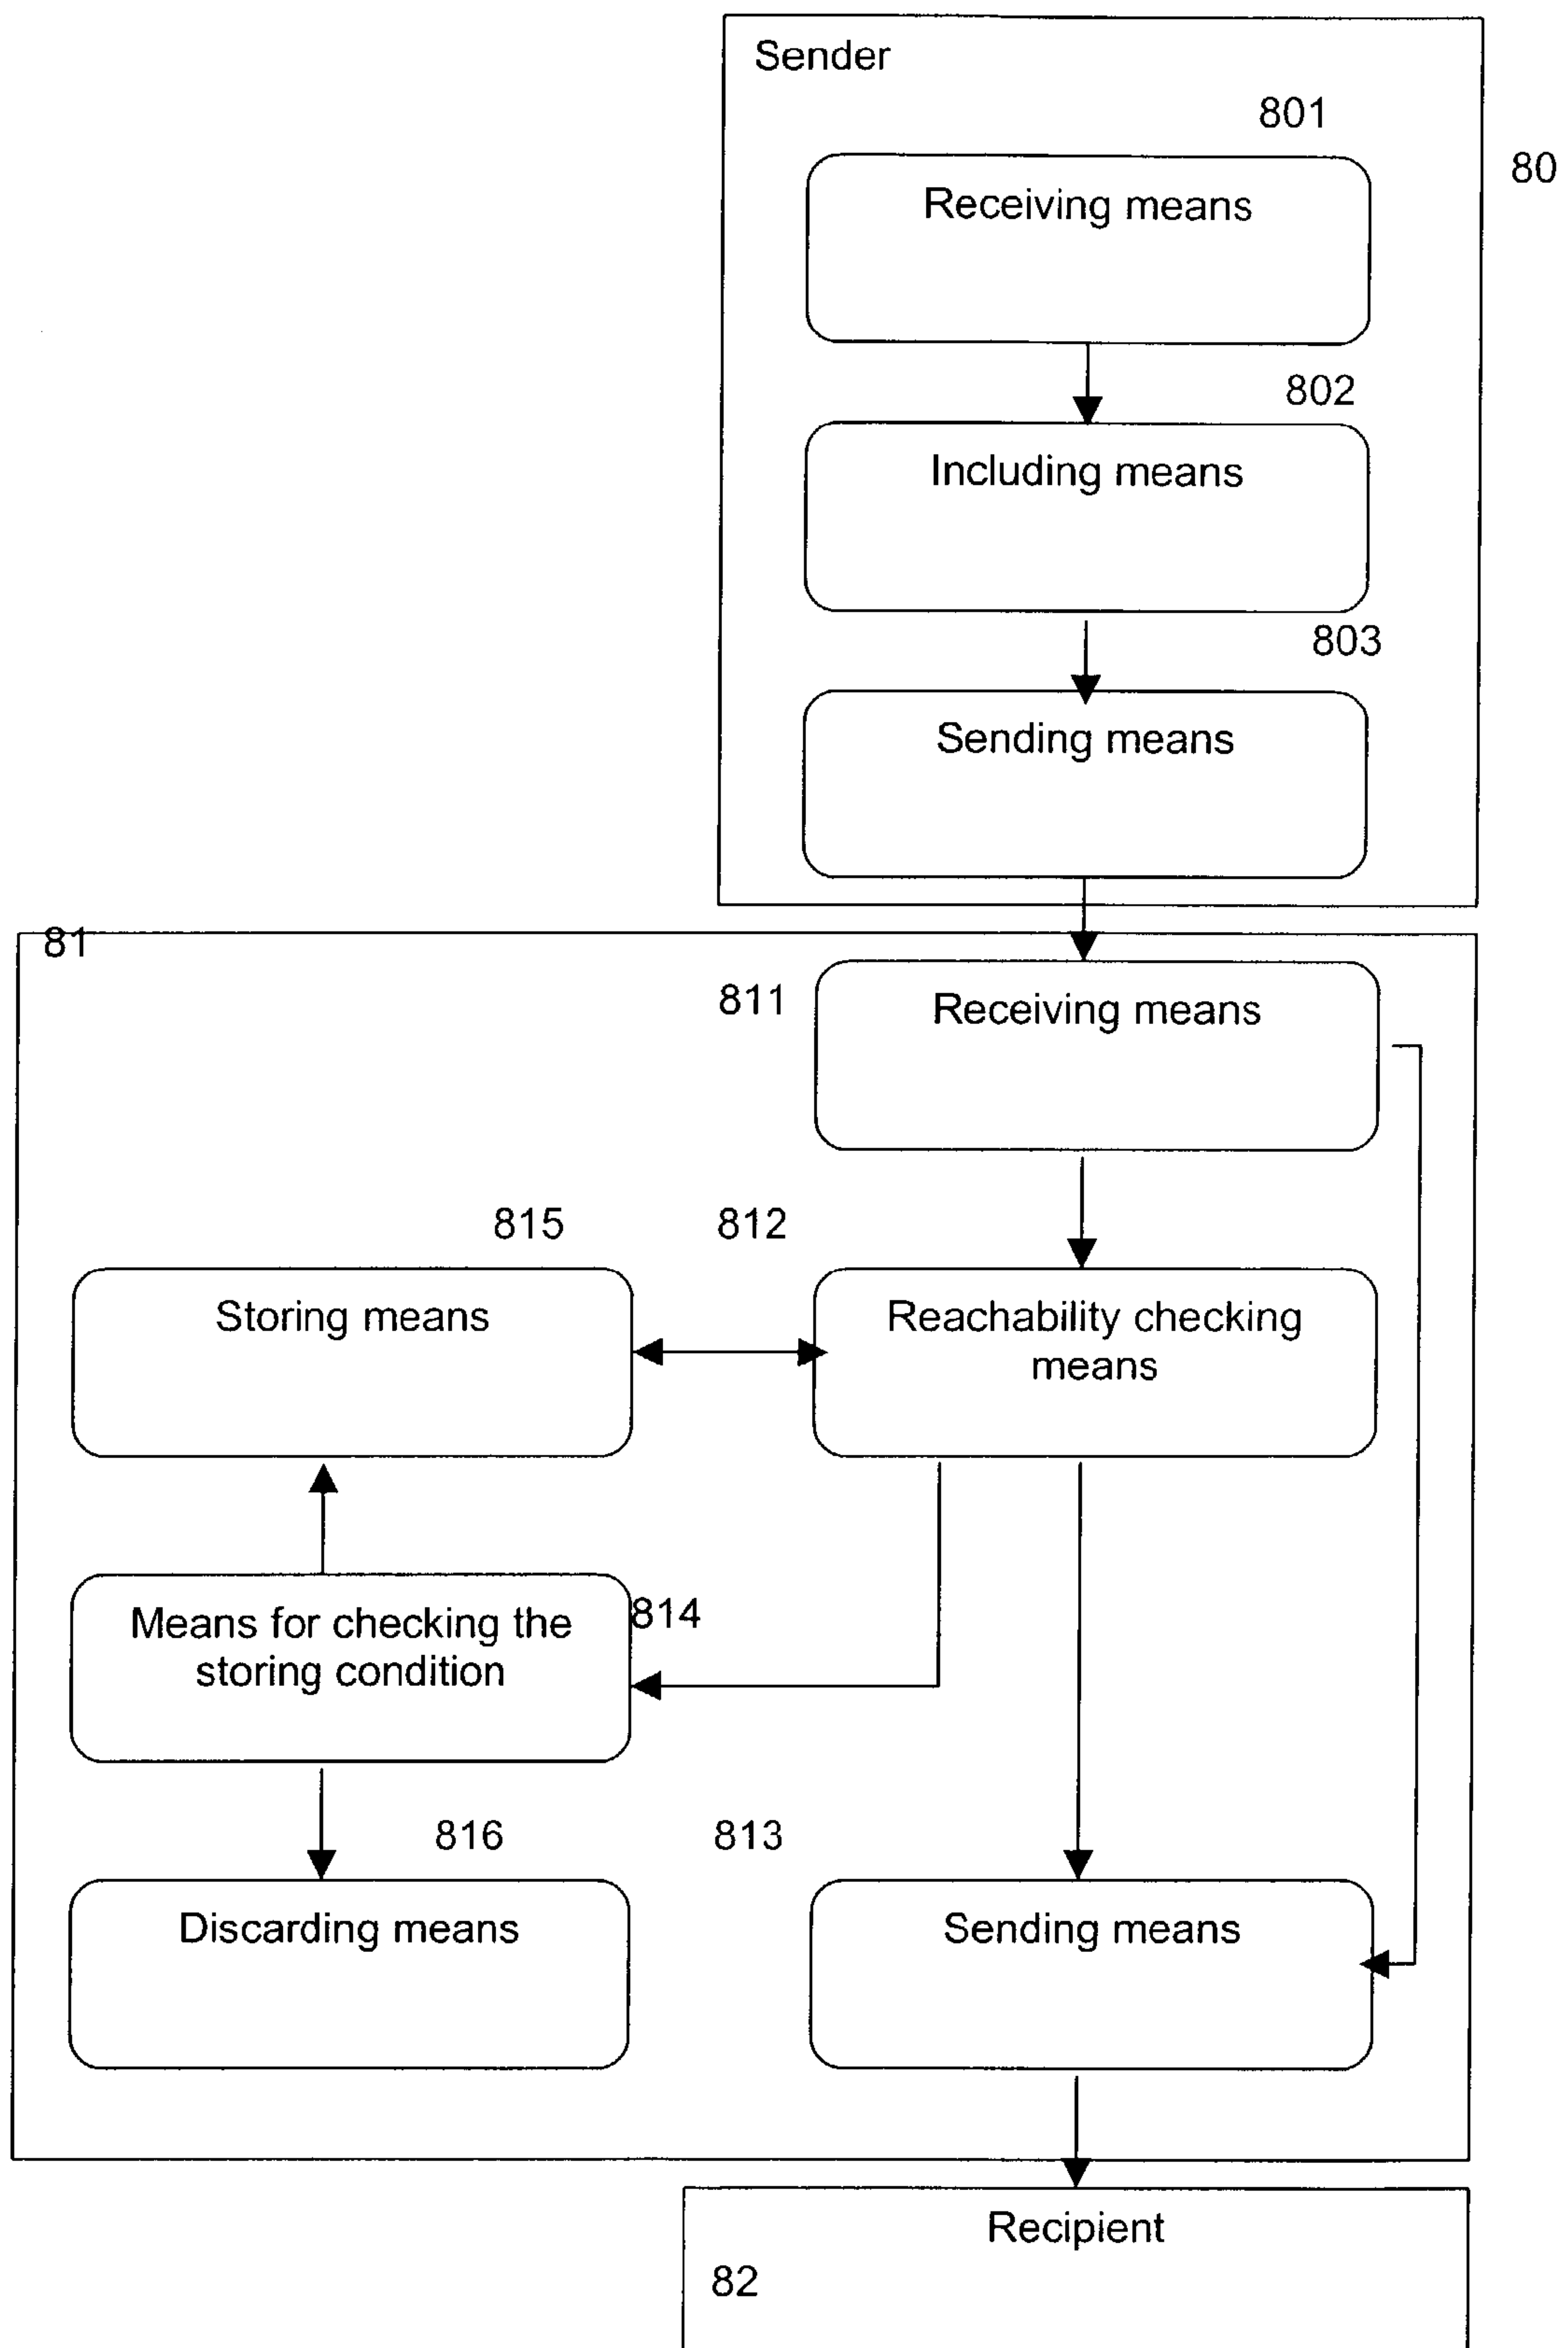 Sender
801
80
Receiving means
802
Including means
803
Sending means
81
811
Receiving means
815
812
Storing means
Reachability checking
means
814
Means for checking the
storing condition
816
813
Discarding means
Sending means
Recipient
82